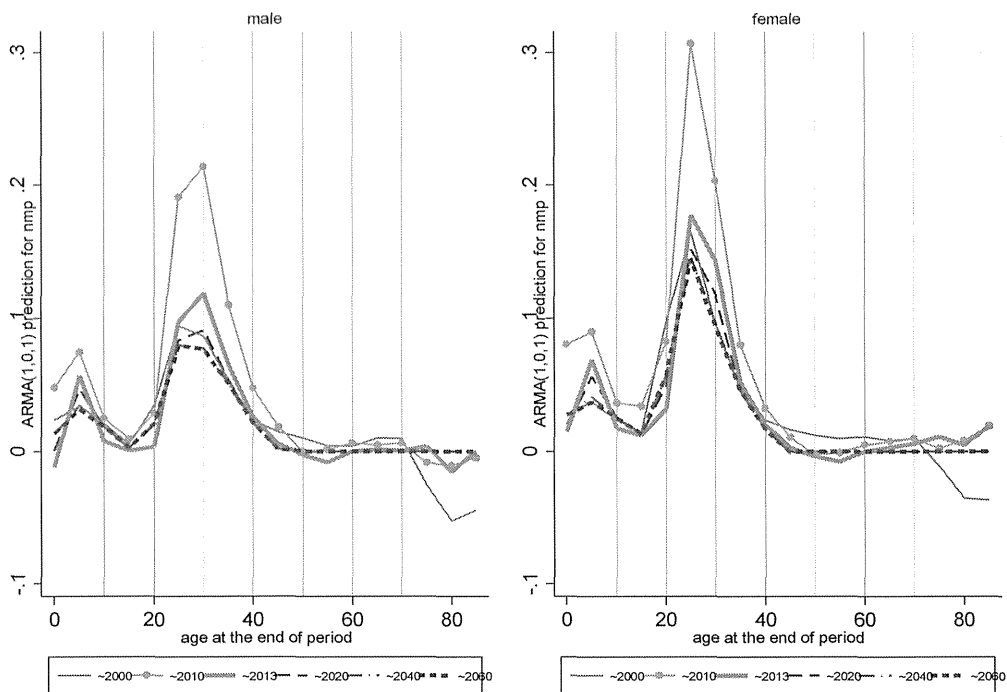 male
ARMA(1,0,1) prediction for nmp
.3
.2
.1
0
-.1
0 20 40 60 80
age at the end of period
~2000 ~2010 ~2013 ~2020 ~2040 ~2060
female
ARMA(1,0,1) prediction for nmp
.3
.2
.1
0
-.1
0 20 40 60 80
age at the end of period
~2000 ~2010 ~2013 ~2020 ~2040 ~2060